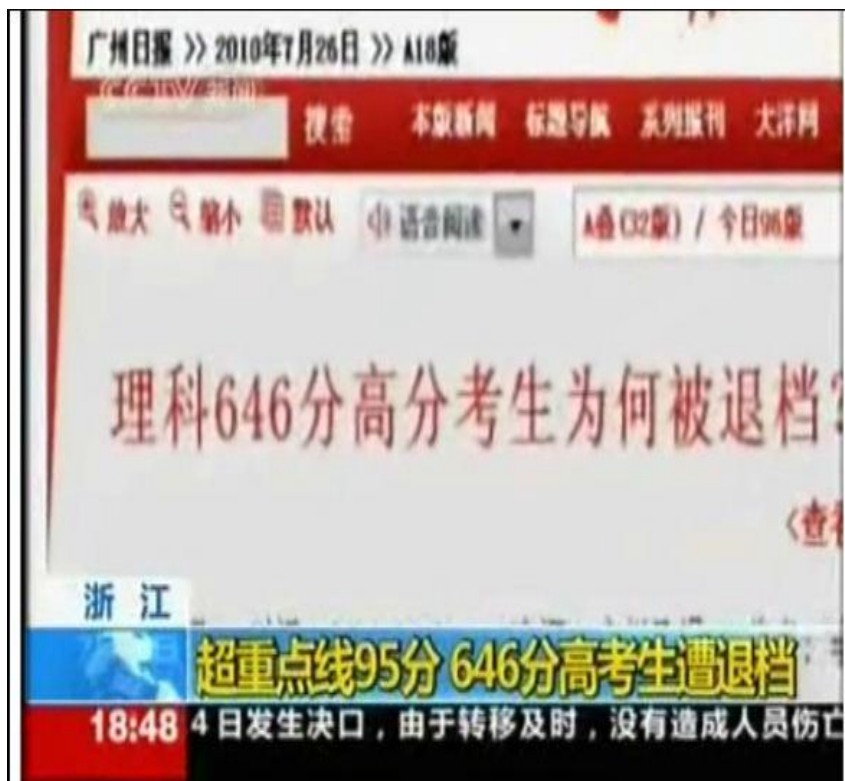 广州日报 >> 2010年7月26日 >> A18版
CCTV 新闻
搜索 本版新闻 标题导航 系列报刊 大洋网
放大 缩小 默认 语音阅读 A叠(32版) / 今日96版
理科646分高分考生为何被退档?
<查看
浙 江
超重点线95分 646分高考生遭退档
18:48 4日发生决口，由于转移及时，没有造成人员伤亡